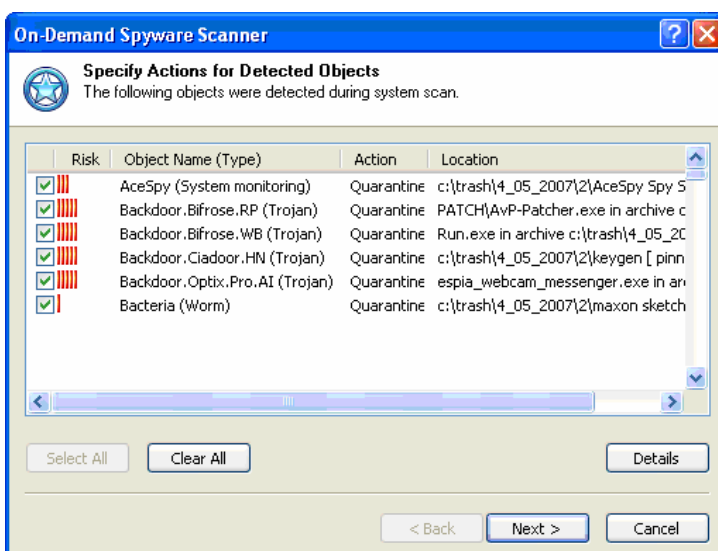 On-Demand Spyware Scanner
Specify Actions for Detected Objects
The following objects were detected during system scan.
Risk Object Name (Type) Action Location
AceSpy (System monitoring) Quarantine c:\trash\4_05_2007\2\AceSpy Spy S
Backdoor.Bifrose.RP (Trojan) Quarantine PATCH\AvP-Patcher.exe in archive c
Backdoor.Bifrose.WB (Trojan) Quarantine Run.exe in archive c:\trash\4_05_20
Backdoor.Ciadoor.HN (Trojan) Quarantine c:\trash\4_05_2007\2\keygen [ pinn
Backdoor.Optix.Pro.AI (Trojan) Quarantine espia_webcam_messenger.exe in ar
Bacteria (Worm) Quarantine c:\trash\4_05_2007\2\maxon sketch
Select All Clear All Details
< Back Next > Cancel